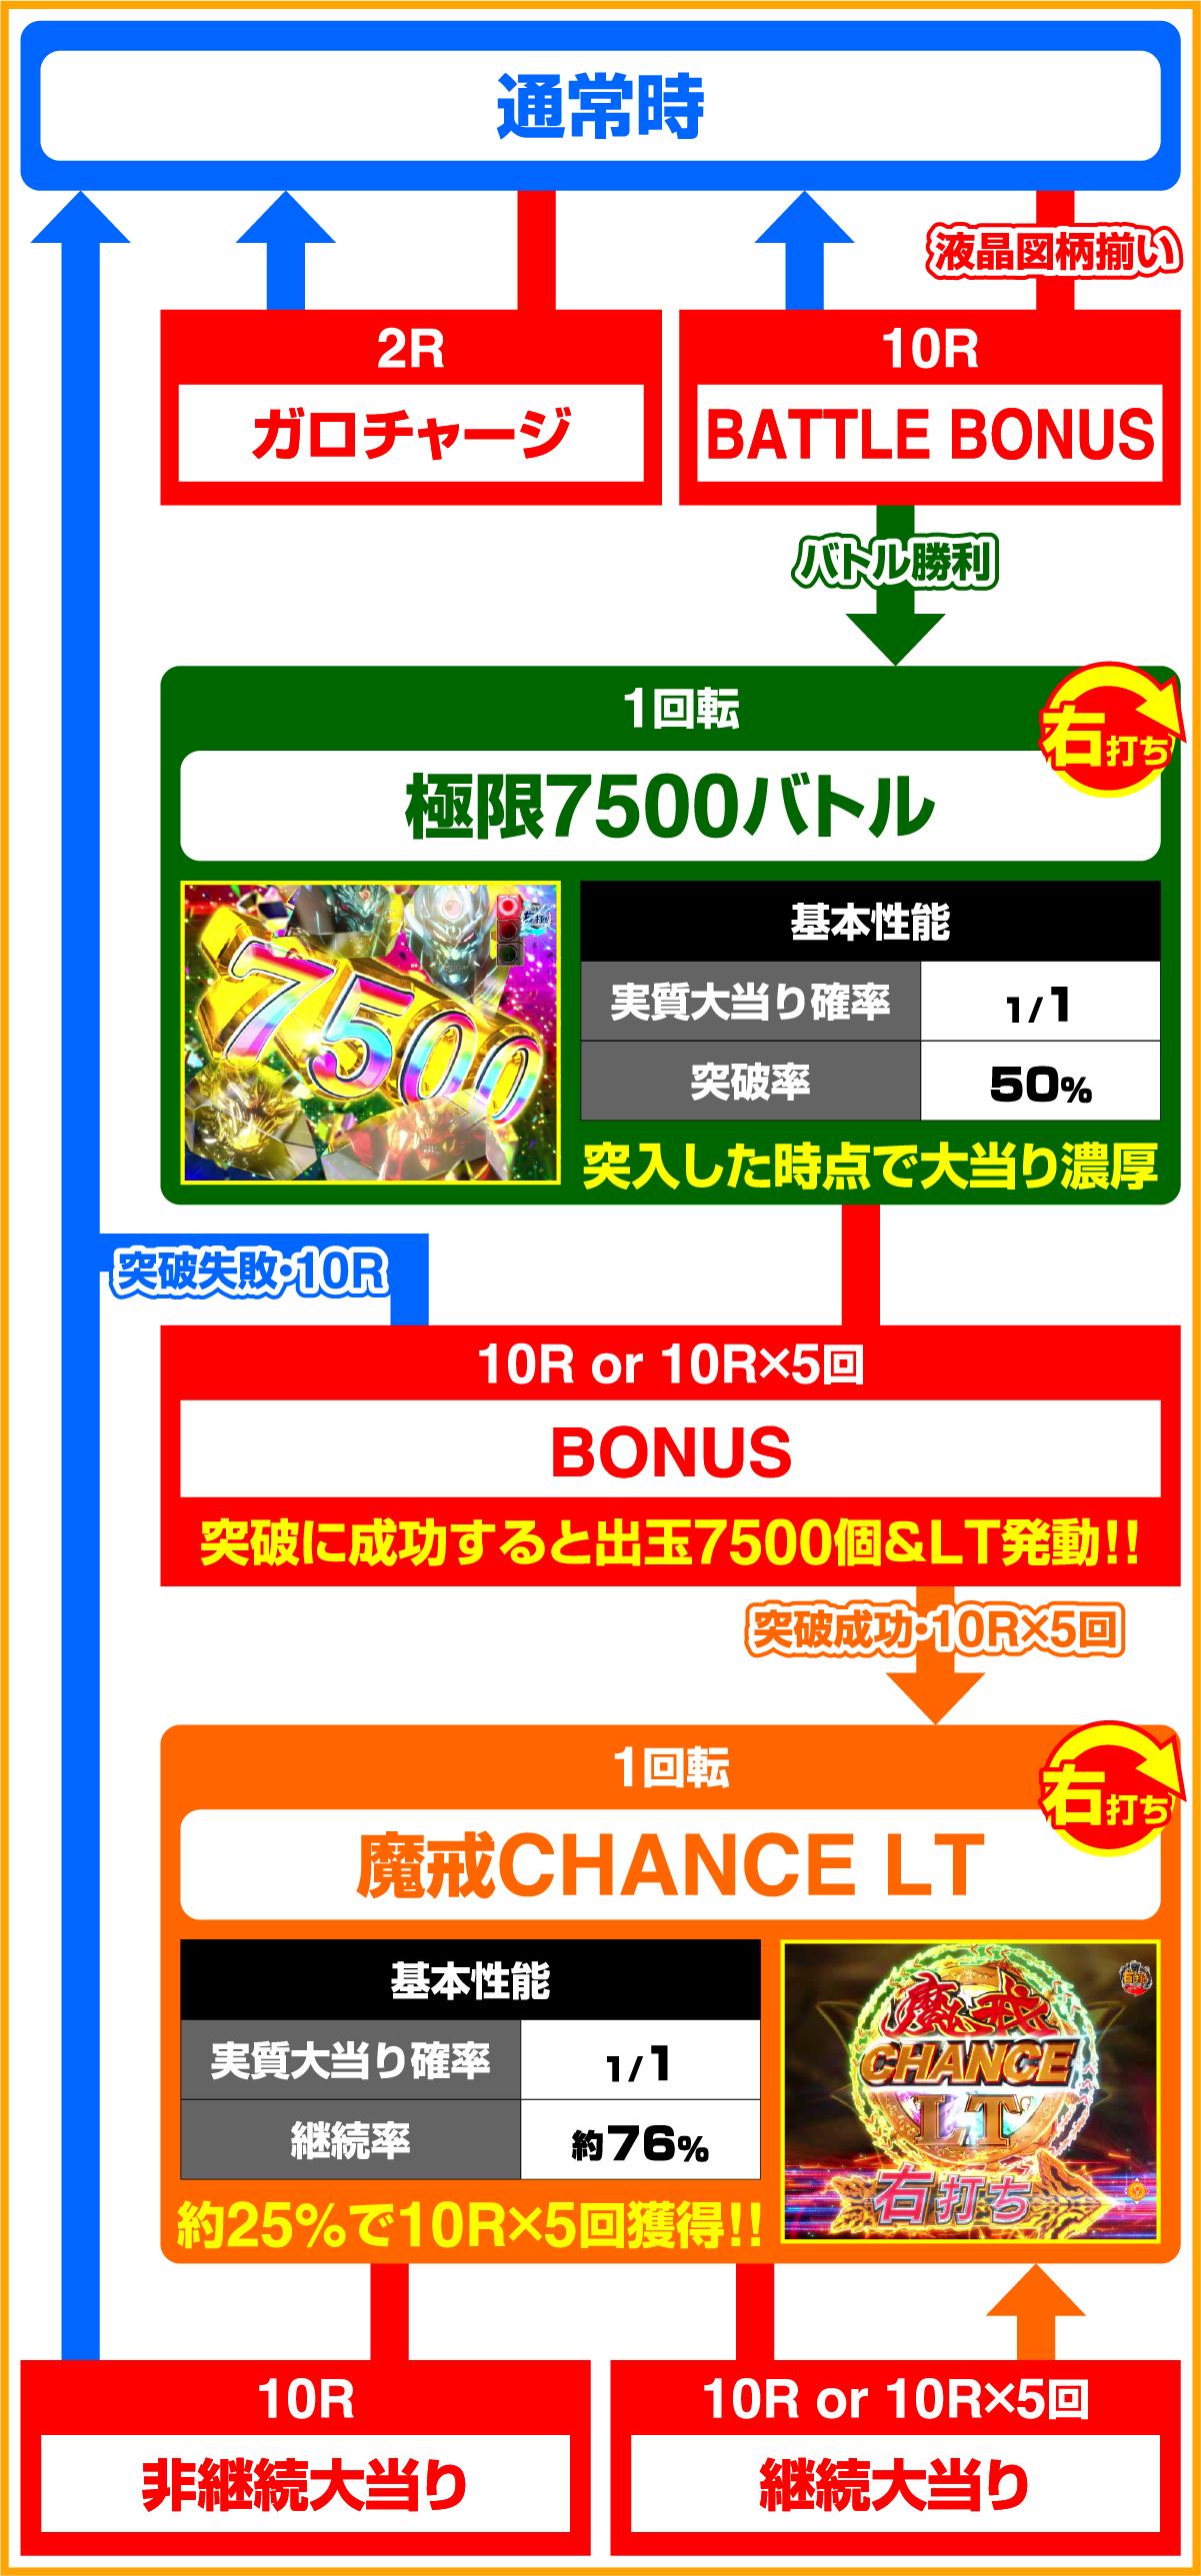 通常時
液晶図柄揃い
2R
ガロチャージ
10R
BATTLE BONUS
バトル勝利
1回転
右打ち
極限7500バトル
7500
基本性能
実質大当り確率
1/1
突破率
50%
突入した時点で大当り濃厚
突破失敗・10R
10R or 10R×5回
BONUS
突破に成功すると出玉7500個&LT発動!!
突破成功・10R×5回
1回転
右打ち
魔戒CHANCE LT
基本性能
実質大当り確率
1/1
継続率
約76%
約25%で10R×5回獲得!!
魔戒
CHANCE
LT
右打ち
10R
非継続大当り
10R or 10R×5回
継続大当り